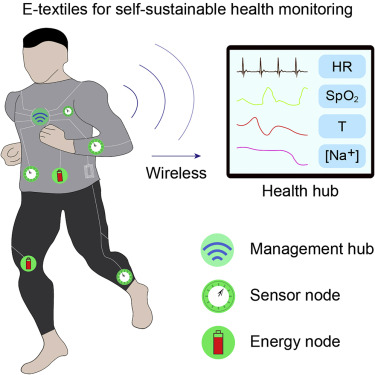 E-textiles for self-sustainable health monitoring
HR
SpO₂
T
[Na⁺]
Wireless
Health hub
Management hub
Sensor node
Energy node